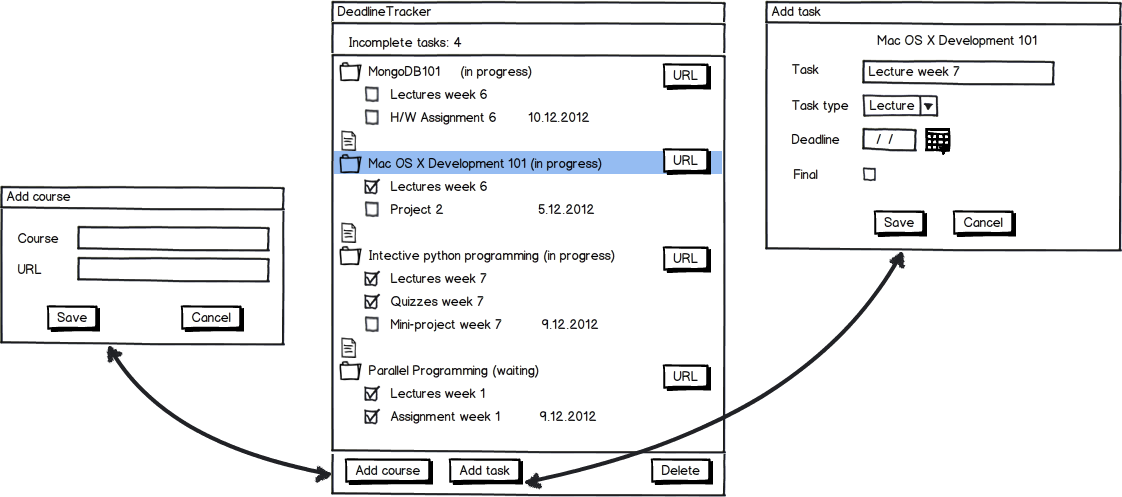 Add course
Course
URL
Save Cancel
DeadlineTracker
Incomplete tasks: 4
MongoDB101 (in progress) URL
Lectures week 6
H/W Assignment 6 10.12.2012
Mac OS X Development 101 (in progress) URL
Lectures week 6
Project 2 5.12.2012
Intective python programming (in progress) URL
Lectures week 7
Quizzes week 7
Mini-project week 7 9.12.2012
Parallel Programming (waiting) URL
Lectures week 1
Assignment week 1 9.12.2012
Add course Add task Delete
Add task
Mac OS X Development 101
Task Lecture week 7
Task type Lecture
Deadline / /
Final
Save Cancel